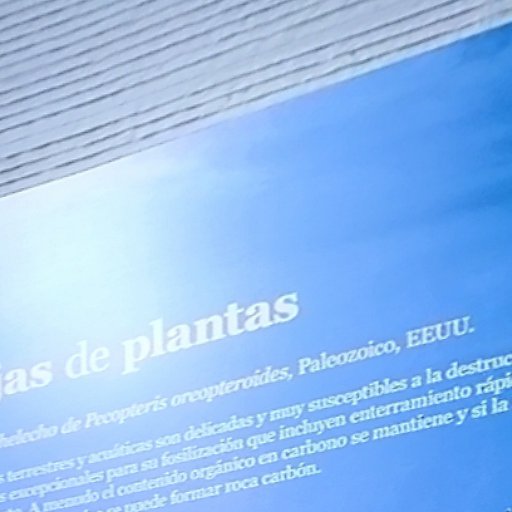 jas de plantas
helecho de Pecopteris oreopteroides, Paleozoico, EEUU.
terrestres y acuáticas son delicadas y muy susceptibles a la destruc
s excepcionales para su fosilización que incluyen enterramiento rápi
A menudo el contenido orgánico en carbono se mantiene y si la
se puede formar roca carbón.